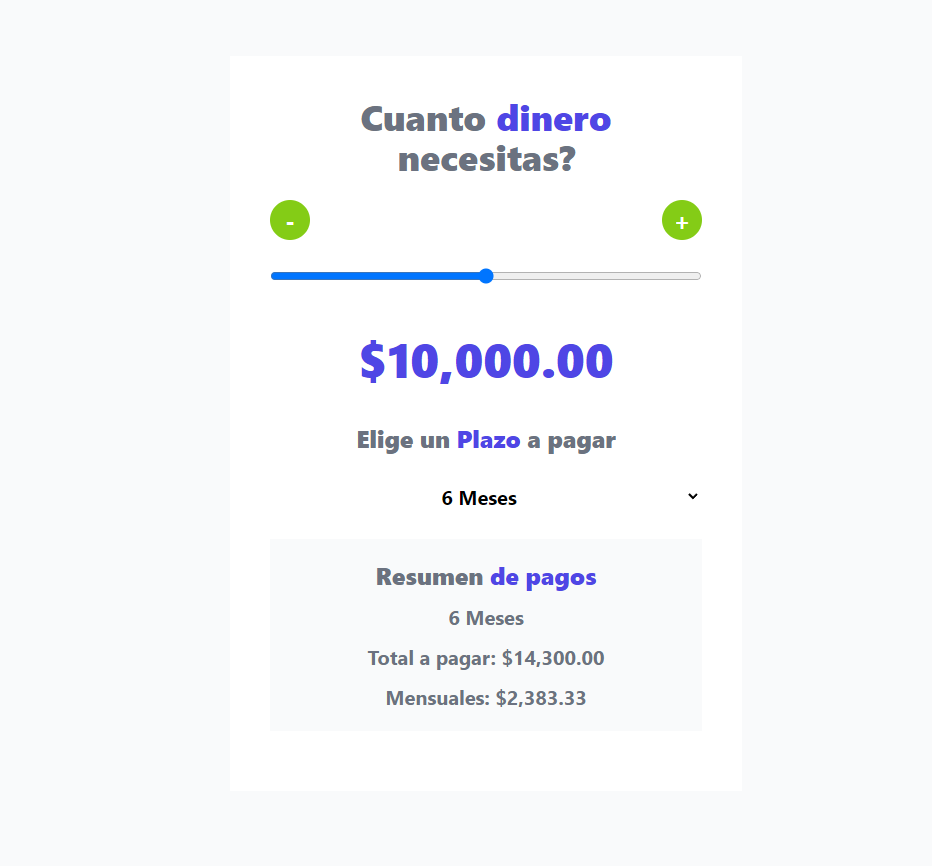 Cuanto dinero
necesitas?
- +
$10,000.00
Elige un Plazo a pagar
6 Meses
Resumen de pagos
6 Meses
Total a pagar: $14,300.00
Mensuales: $2,383.33